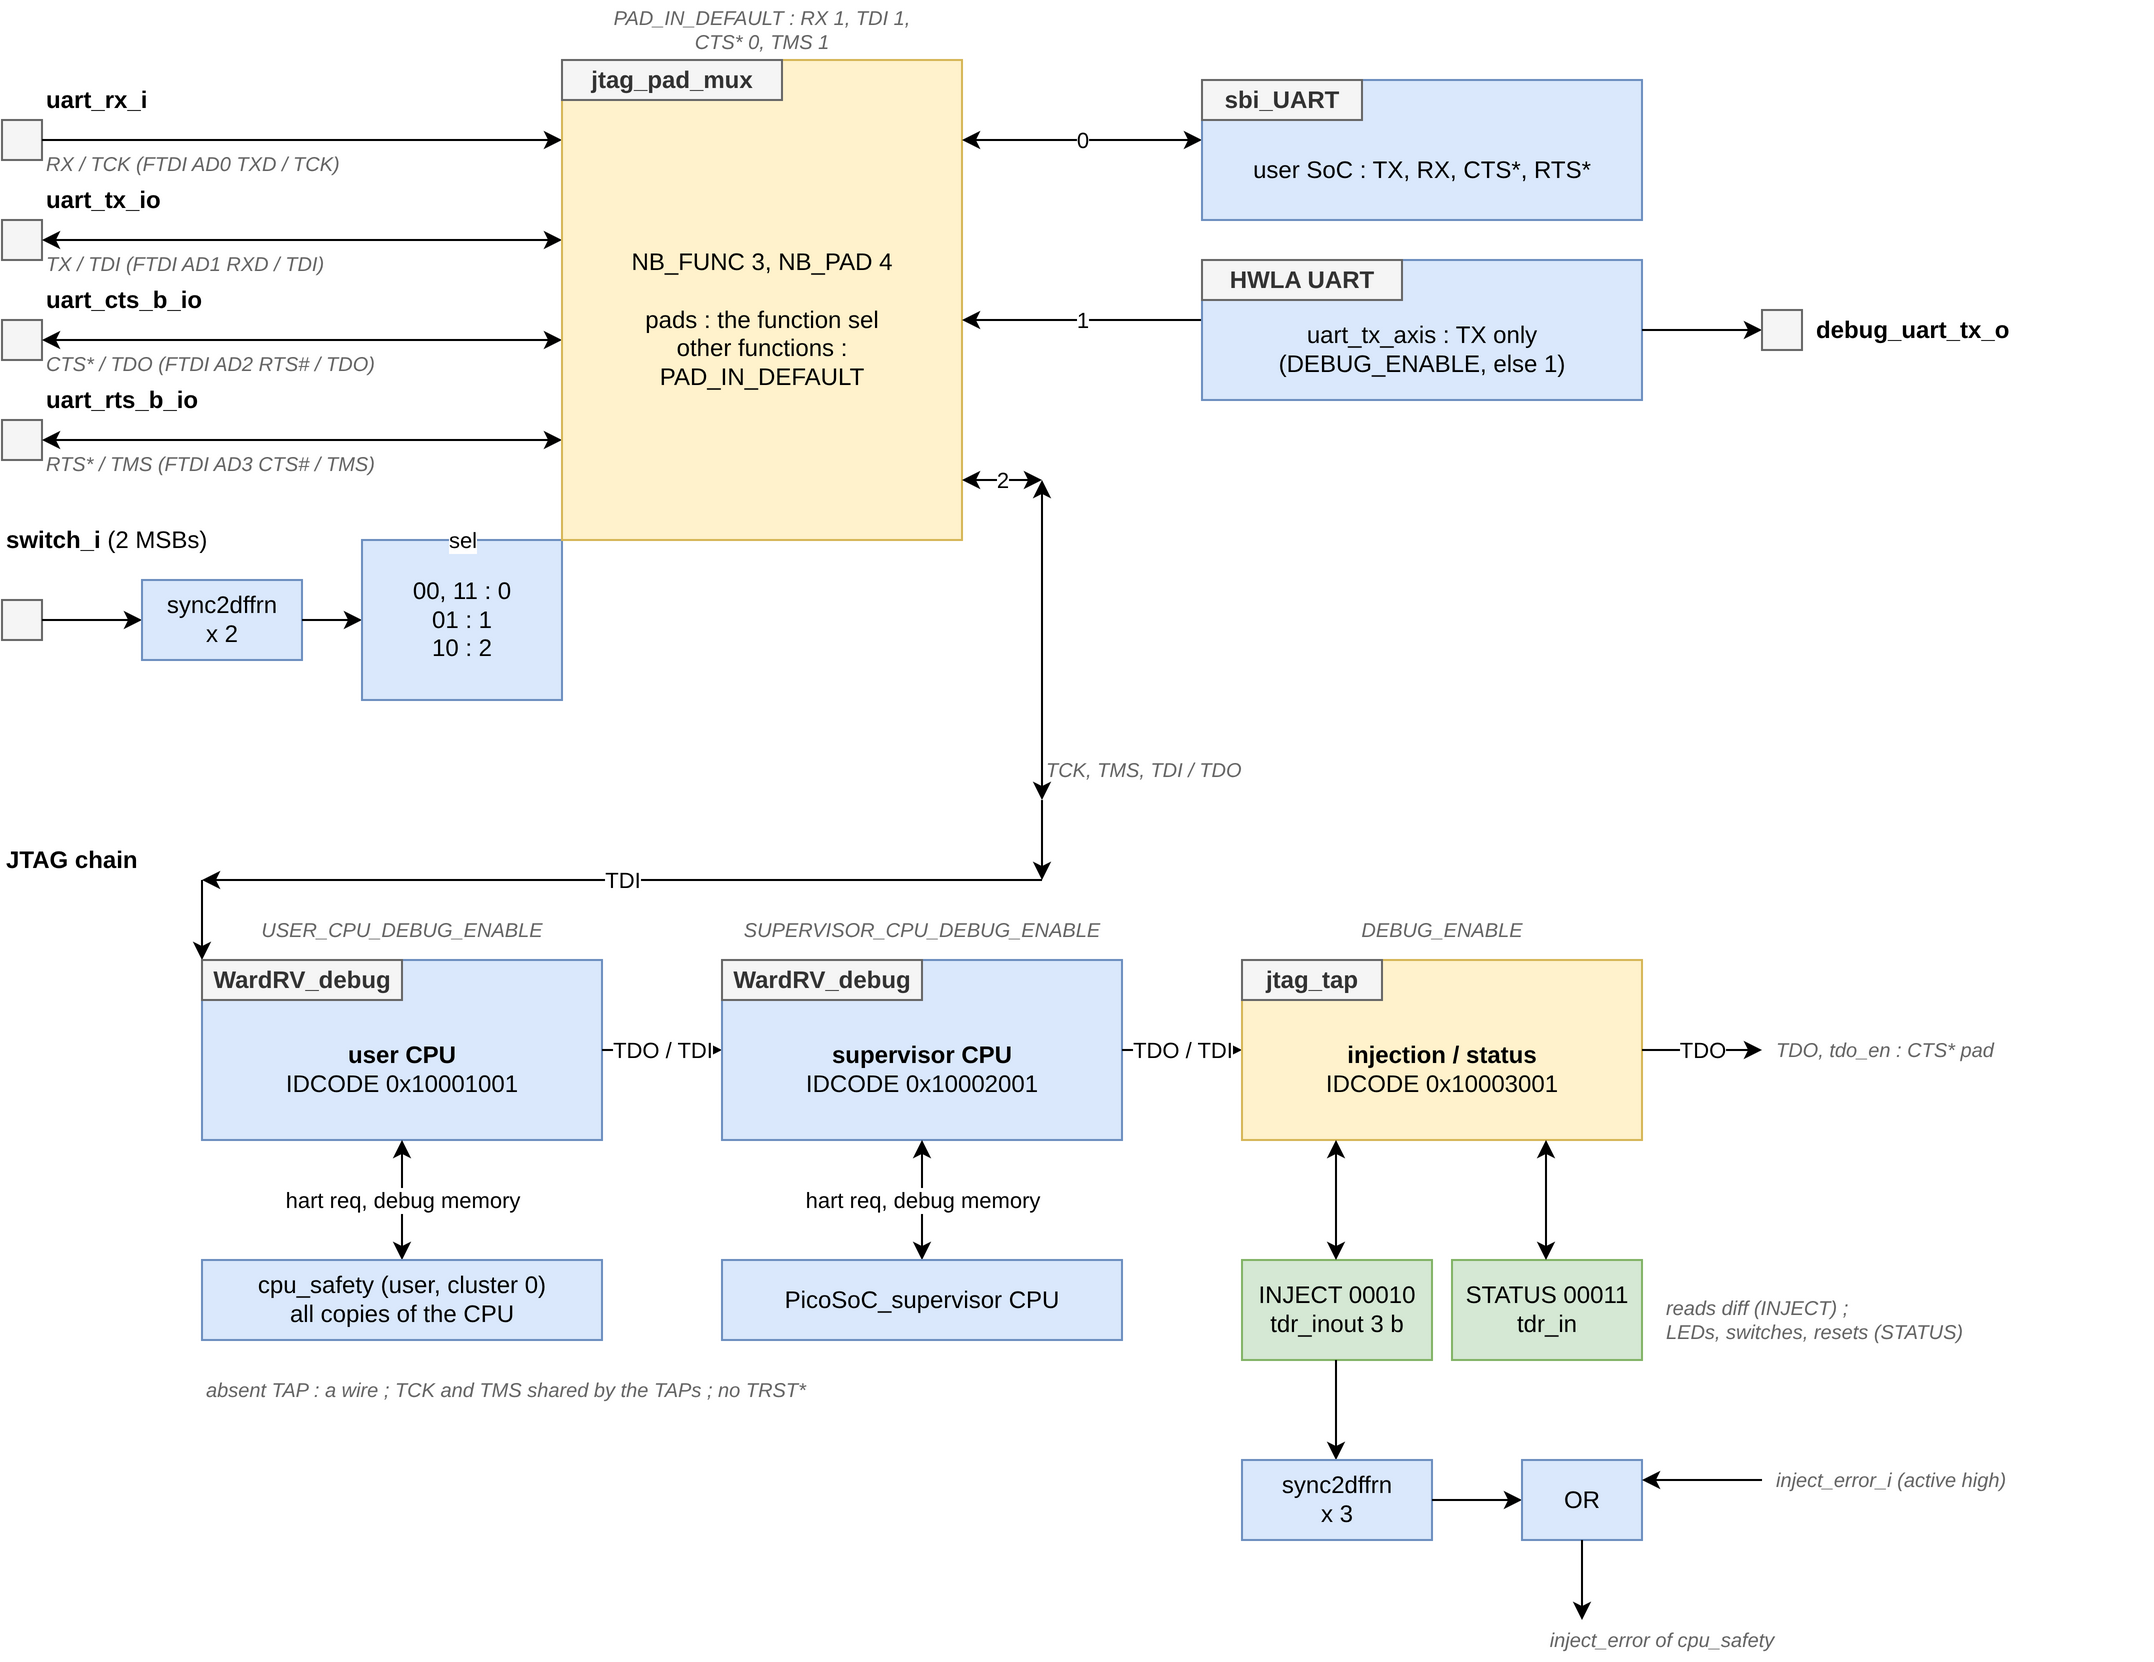 PAD_IN_DEFAULT : RX 1, TDI 1,
CTS* 0, TMS 1
jtag_pad_mux
uart_rx_i
RX / TCK (FTDI AD0 TXD / TCK)
uart_tx_io
TX / TDI (FTDI AD1 RXD / TDI)
uart_cts_b_io
CTS* / TDO (FTDI AD2 RTS# / TDO)
uart_rts_b_io
RTS* / TMS (FTDI AD3 CTS# / TMS)
NB_FUNC 3, NB_PAD 4
pads : the function sel
other functions :
PAD_IN_DEFAULT
0
sbi_UART
user SoC : TX, RX, CTS*, RTS*
1
HWLA UART
uart_tx_axis : TX only
(DEBUG_ENABLE, else 1)
debug_uart_tx_o
2
switch_i (2 MSBs)
sync2dffrn
x 2
sel
00, 11 : 0
01 : 1
10 : 2
TCK, TMS, TDI / TDO
JTAG chain
TDI
USER_CPU_DEBUG_ENABLE
WardRV_debug
user CPU
IDCODE 0x10001001
TDO / TDI
SUPERVISOR_CPU_DEBUG_ENABLE
WardRV_debug
supervisor CPU
IDCODE 0x10002001
TDO / TDI
DEBUG_ENABLE
jtag_tap
injection / status
IDCODE 0x10003001
TDO
TDO, tdo_en : CTS* pad
hart req, debug memory
hart req, debug memory
cpu_safety (user, cluster 0)
all copies of the CPU
PicoSoC_supervisor CPU
INJECT 00010
tdr_inout 3 b
STATUS 00011
tdr_in
reads diff (INJECT) ;
LEDs, switches, resets (STATUS)
absent TAP : a wire ; TCK and TMS shared by the TAPs ; no TRST*
sync2dffrn
x 3
OR
inject_error_i (active high)
inject_error of cpu_safety